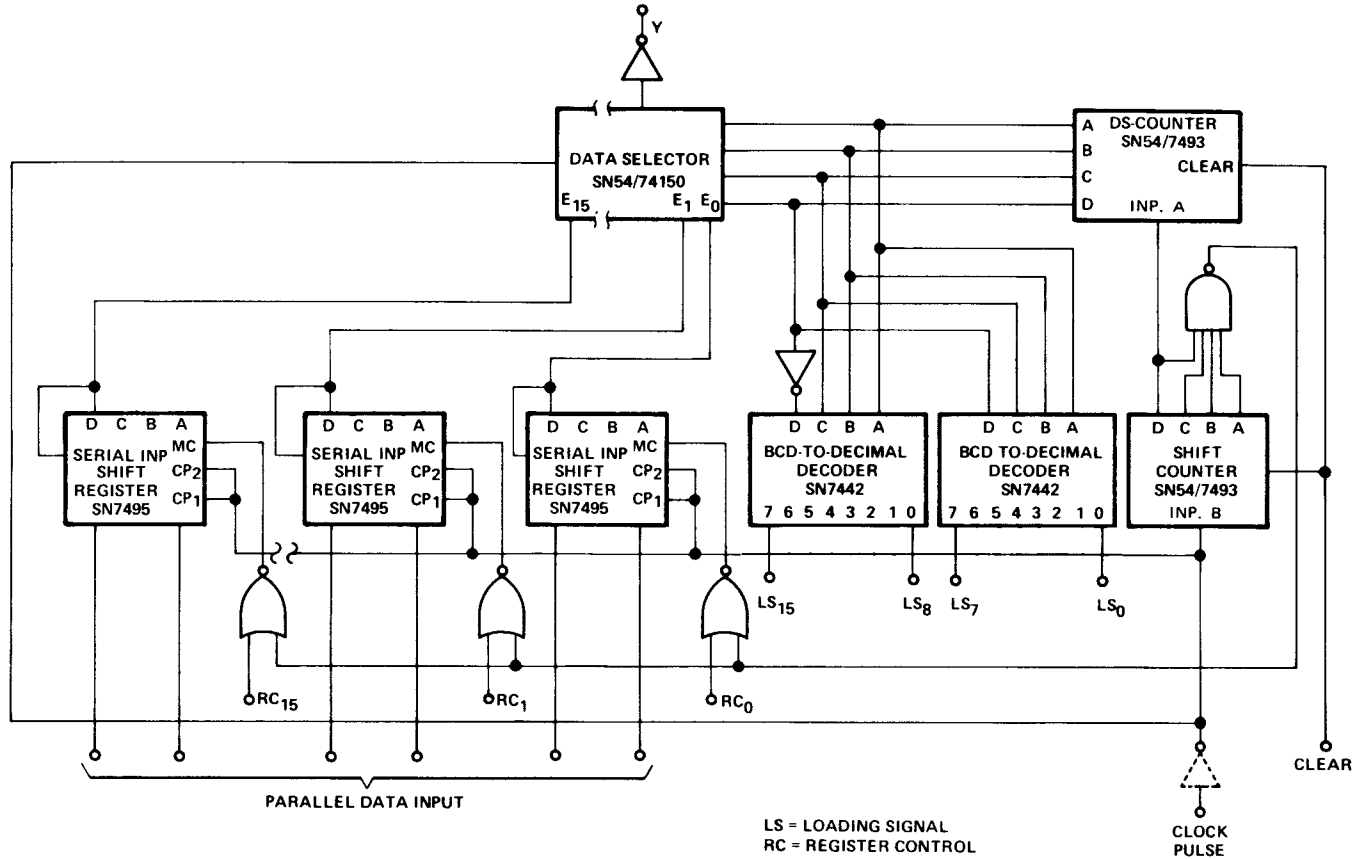 Y
DATA SELECTOR
SN54/74150
E15 E1 E0
A DS-COUNTER
SN54/7493
B
CLEAR
C
D INP. A
D C B A
SERIAL INP MC
SHIFT CP2
REGISTER CP1
SN7495
D C B A
SERIAL INP MC
SHIFT CP2
REGISTER CP1
SN7495
D C B A
SERIAL INP MC
SHIFT CP2
REGISTER CP1
SN7495
D C B A
BCD-TO-DECIMAL
DECODER
SN7442
7 6 5 4 3 2 1 0
D C B A
BCD TO-DECIMAL
DECODER
SN7442
7 6 5 4 3 2 1 0
D C B A
SHIFT
COUNTER
SN54/7493
INP. B
LS15 LS8 LS7 LS0
RC15 RC1 RC0
CLEAR
PARALLEL DATA INPUT
LS = LOADING SIGNAL
RC = REGISTER CONTROL
CLOCK
PULSE